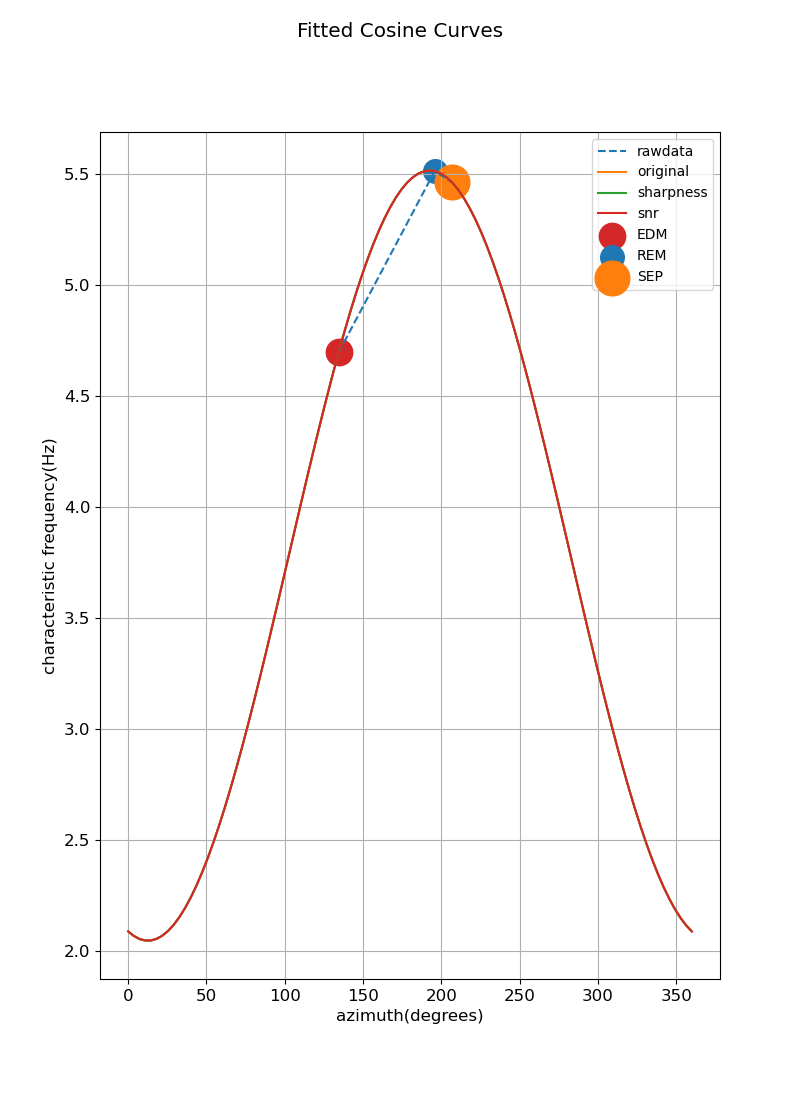 Fitted Cosine Curves
rawdata
original
sharpness
snr
EDM
REM
SEP
5.5
5.0
4.5
4.0
3.5
3.0
2.5
2.0
characteristic frequency(Hz)
0 50 100 150 200 250 300 350
azimuth(degrees)